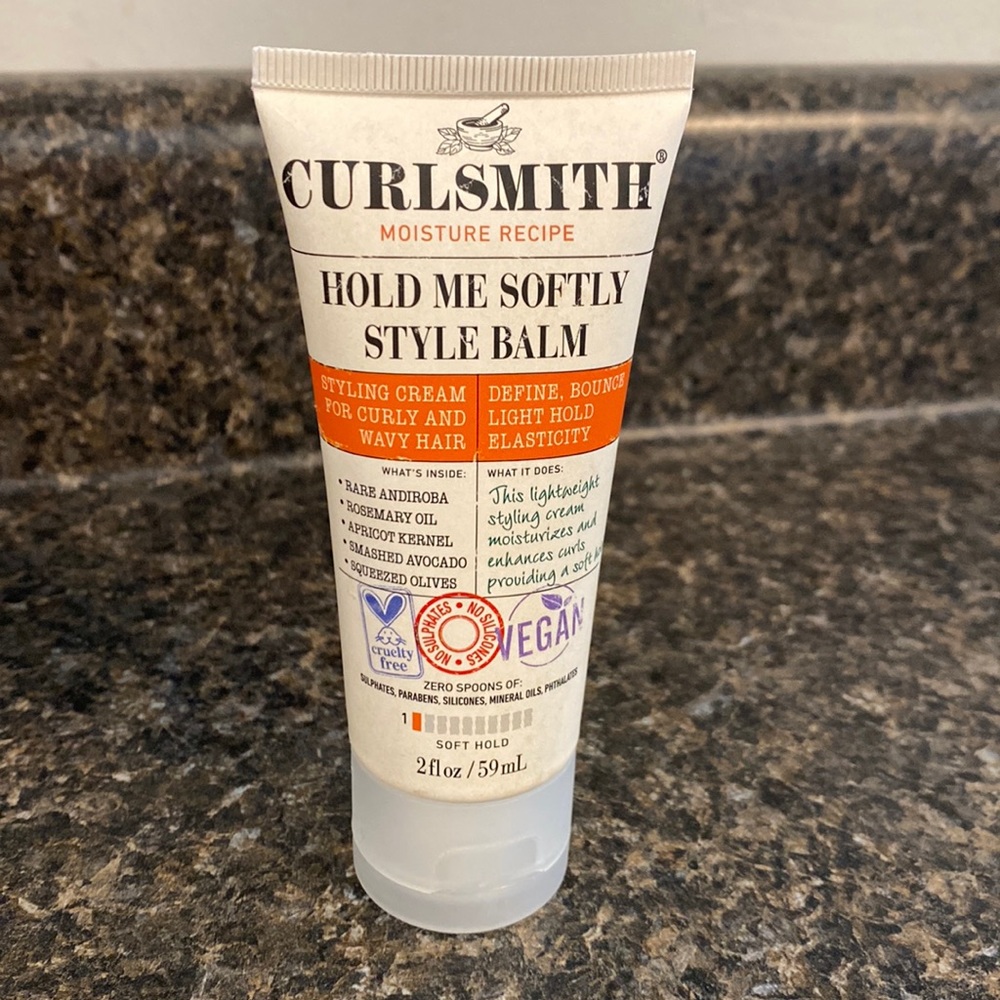 CURLSMITH®
MOISTURE RECIPE
HOLD ME SOFTLY
STYLE BALM
STYLING CREAM
FOR CURLY AND
WAVY HAIR
DEFINE, BOUNCE
LIGHT HOLD
ELASTICITY
WHAT'S INSIDE:
• RARE ANDIROBA
• ROSEMARY OIL
• APRICOT KERNEL
• SMASHED AVOCADO
• SQUEEZED OLIVES
WHAT IT DOES:
This lightweight
styling cream
moisturizes and
enhances curls
providing a soft
cruelty
free
NO SULPHATES • NO SILICONES •
VEGAN
ZERO SPOONS OF:
SULPHATES, PARABENS, SILICONES, MINERAL OILS, PHTHALATES
1
SOFT HOLD
2 fl oz / 59 mL